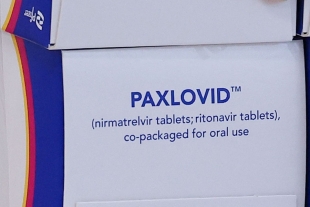 PAXLOVID™
(nirmatrelvir tablets; ritonavir tablets),
co-packaged for oral use